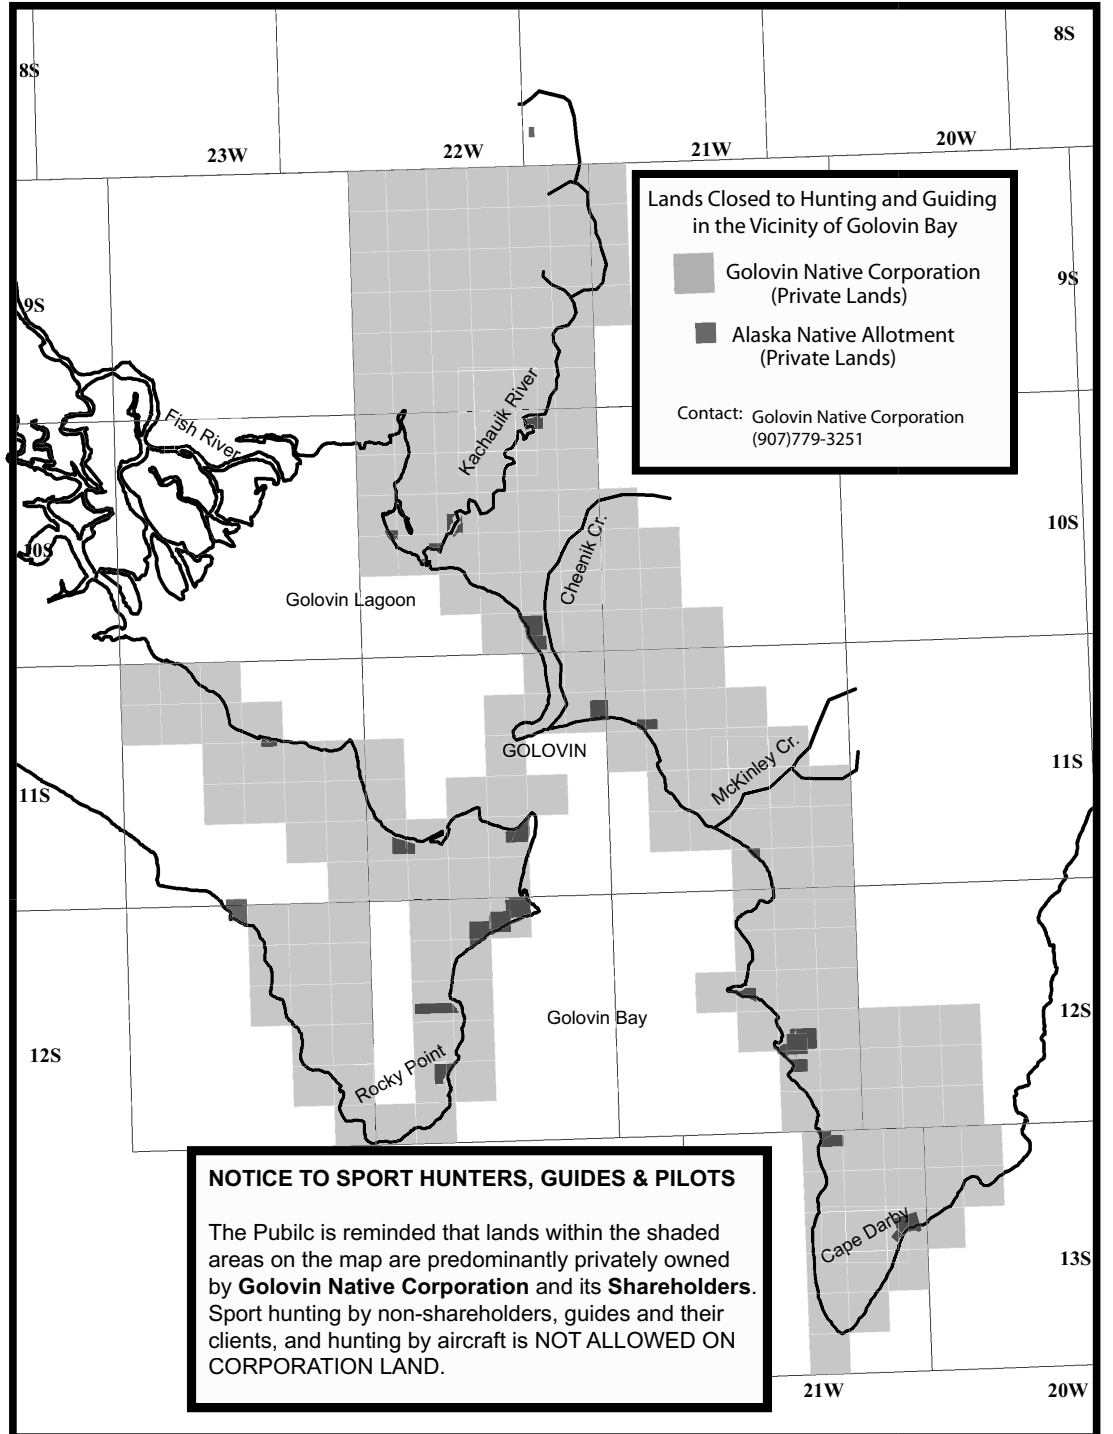 8S
8S
23W
22W
21W
20W
Lands Closed to Hunting and Guiding
in the Vicinity of Golovin Bay
Golovin Native Corporation
(Private Lands)
Alaska Native Allotment
(Private Lands)
Contact: Golovin Native Corporation
(907)779-3251
9S
9S
Fish River
Kachauik River
Cheenik Cr.
10S
10S
Golovin Lagoon
GOLOVIN
McKinley Cr.
11S
11S
Golovin Bay
12S
12S
Rocky Point
Cape Darby
13S
21W
20W
NOTICE TO SPORT HUNTERS, GUIDES & PILOTS
The Pubilc is reminded that lands within the shaded
areas on the map are predominantly privately owned
by Golovin Native Corporation and its Shareholders.
Sport hunting by non-shareholders, guides and their
clients, and hunting by aircraft is NOT ALLOWED ON
CORPORATION LAND.